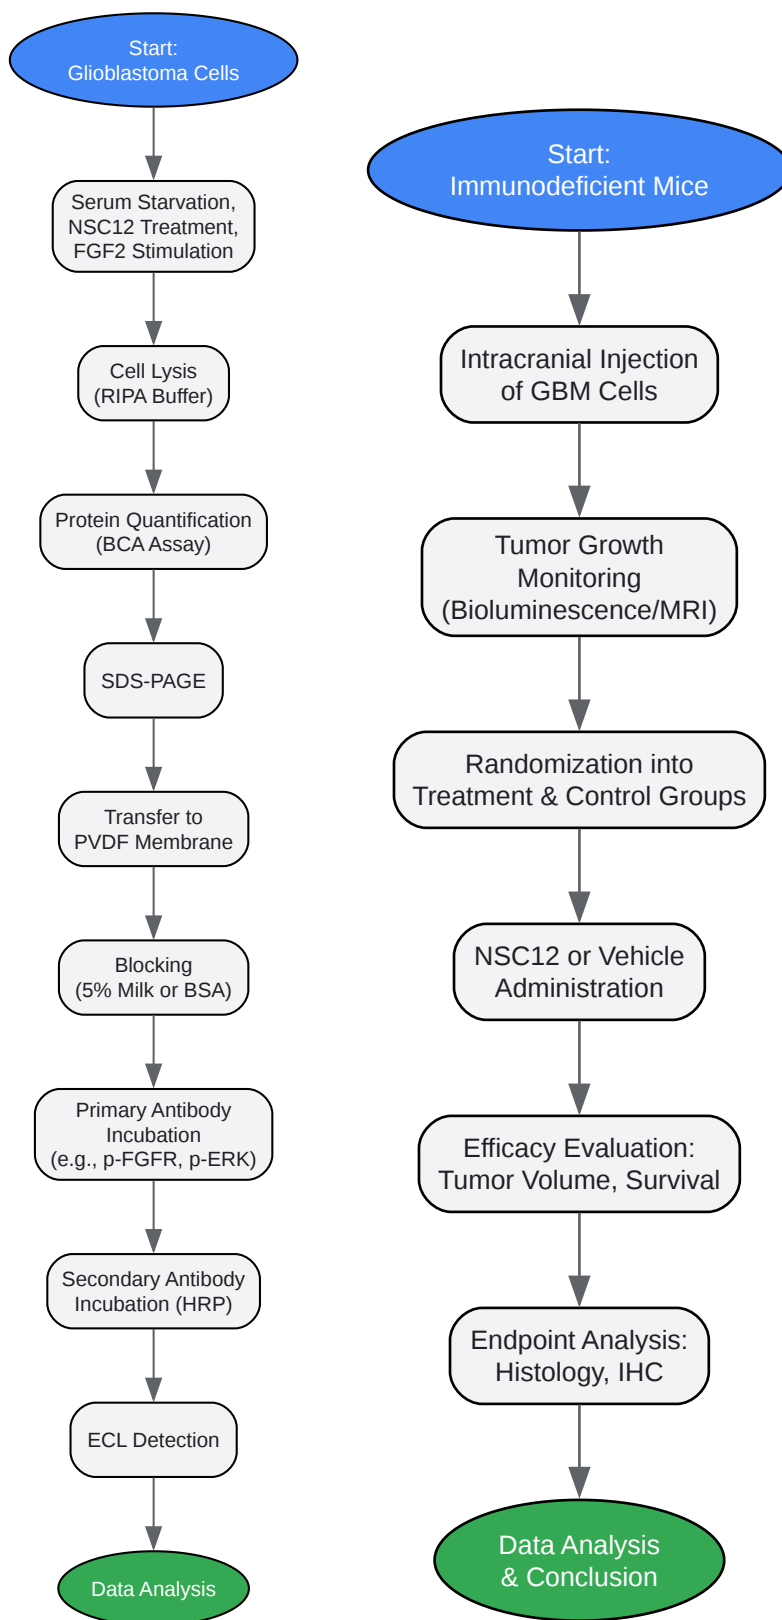 Start:
Glioblastoma Cells
Serum Starvation,
NSC12 Treatment,
FGF2 Stimulation
Cell Lysis
(RIPA Buffer)
Protein Quantification
(BCA Assay)
SDS-PAGE
Transfer to
PVDF Membrane
Blocking
(5% Milk or BSA)
Primary Antibody
Incubation
(e.g., p-FGFR, p-ERK)
Secondary Antibody
Incubation (HRP)
ECL Detection
Data Analysis
Start:
Immunodeficient Mice
Intracranial Injection
of GBM Cells
Tumor Growth
Monitoring
(Bioluminescence/MRI)
Randomization into
Treatment & Control Groups
NSC12 or Vehicle
Administration
Efficacy Evaluation:
Tumor Volume, Survival
Endpoint Analysis:
Histology, IHC
Data Analysis
& Conclusion